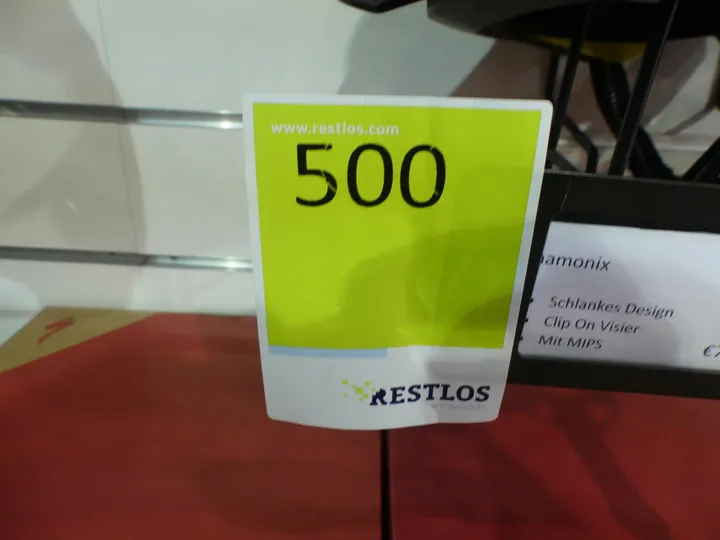 www.restlos.com
500
RESTLOS
amonix
Schlankes Design
Clip On Visier
Mit MIPS